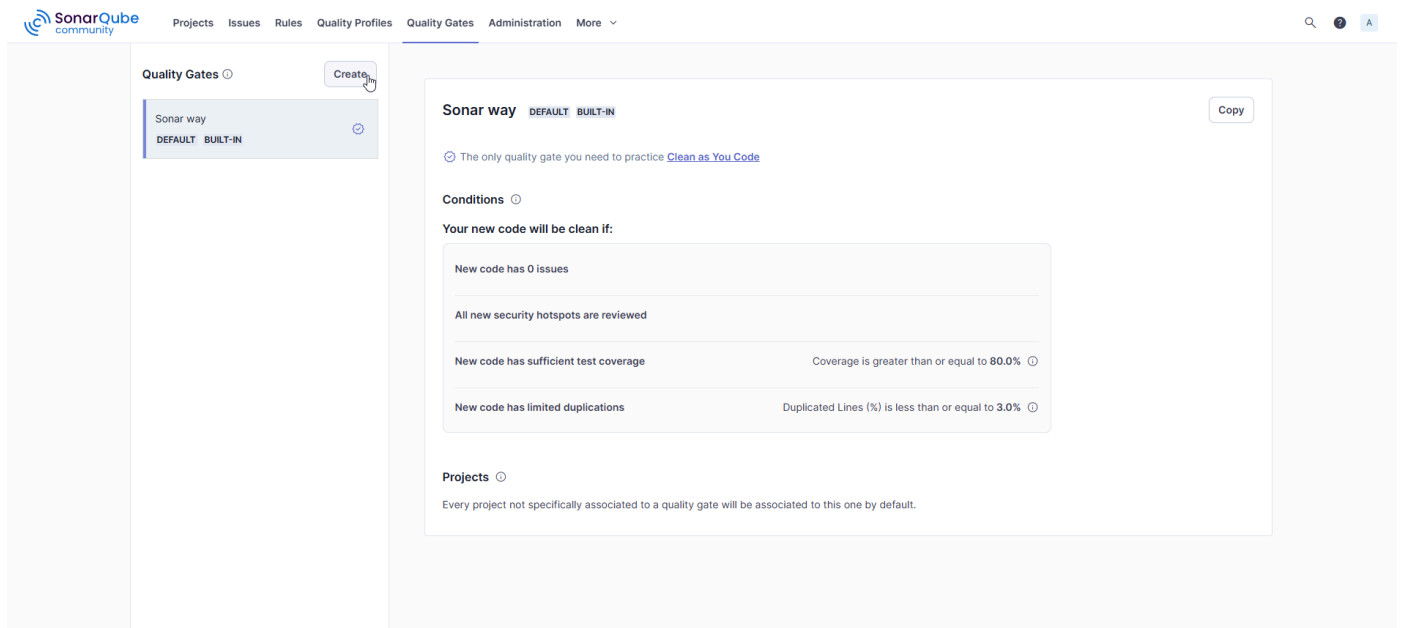 SonarQube
community
Projects Issues Rules Quality Profiles Quality Gates Administration More
? A
Quality Gates
Create
Sonar way
DEFAULT BUILT-IN
Sonar way DEFAULT BUILT-IN
Copy
The only quality gate you need to practice Clean as You Code
Conditions
Your new code will be clean if:
New code has 0 issues
All new security hotspots are reviewed
New code has sufficient test coverage Coverage is greater than or equal to 80.0%
New code has limited duplications Duplicated Lines (%) is less than or equal to 3.0%
Projects
Every project not specifically associated to a quality gate will be associated to this one by default.